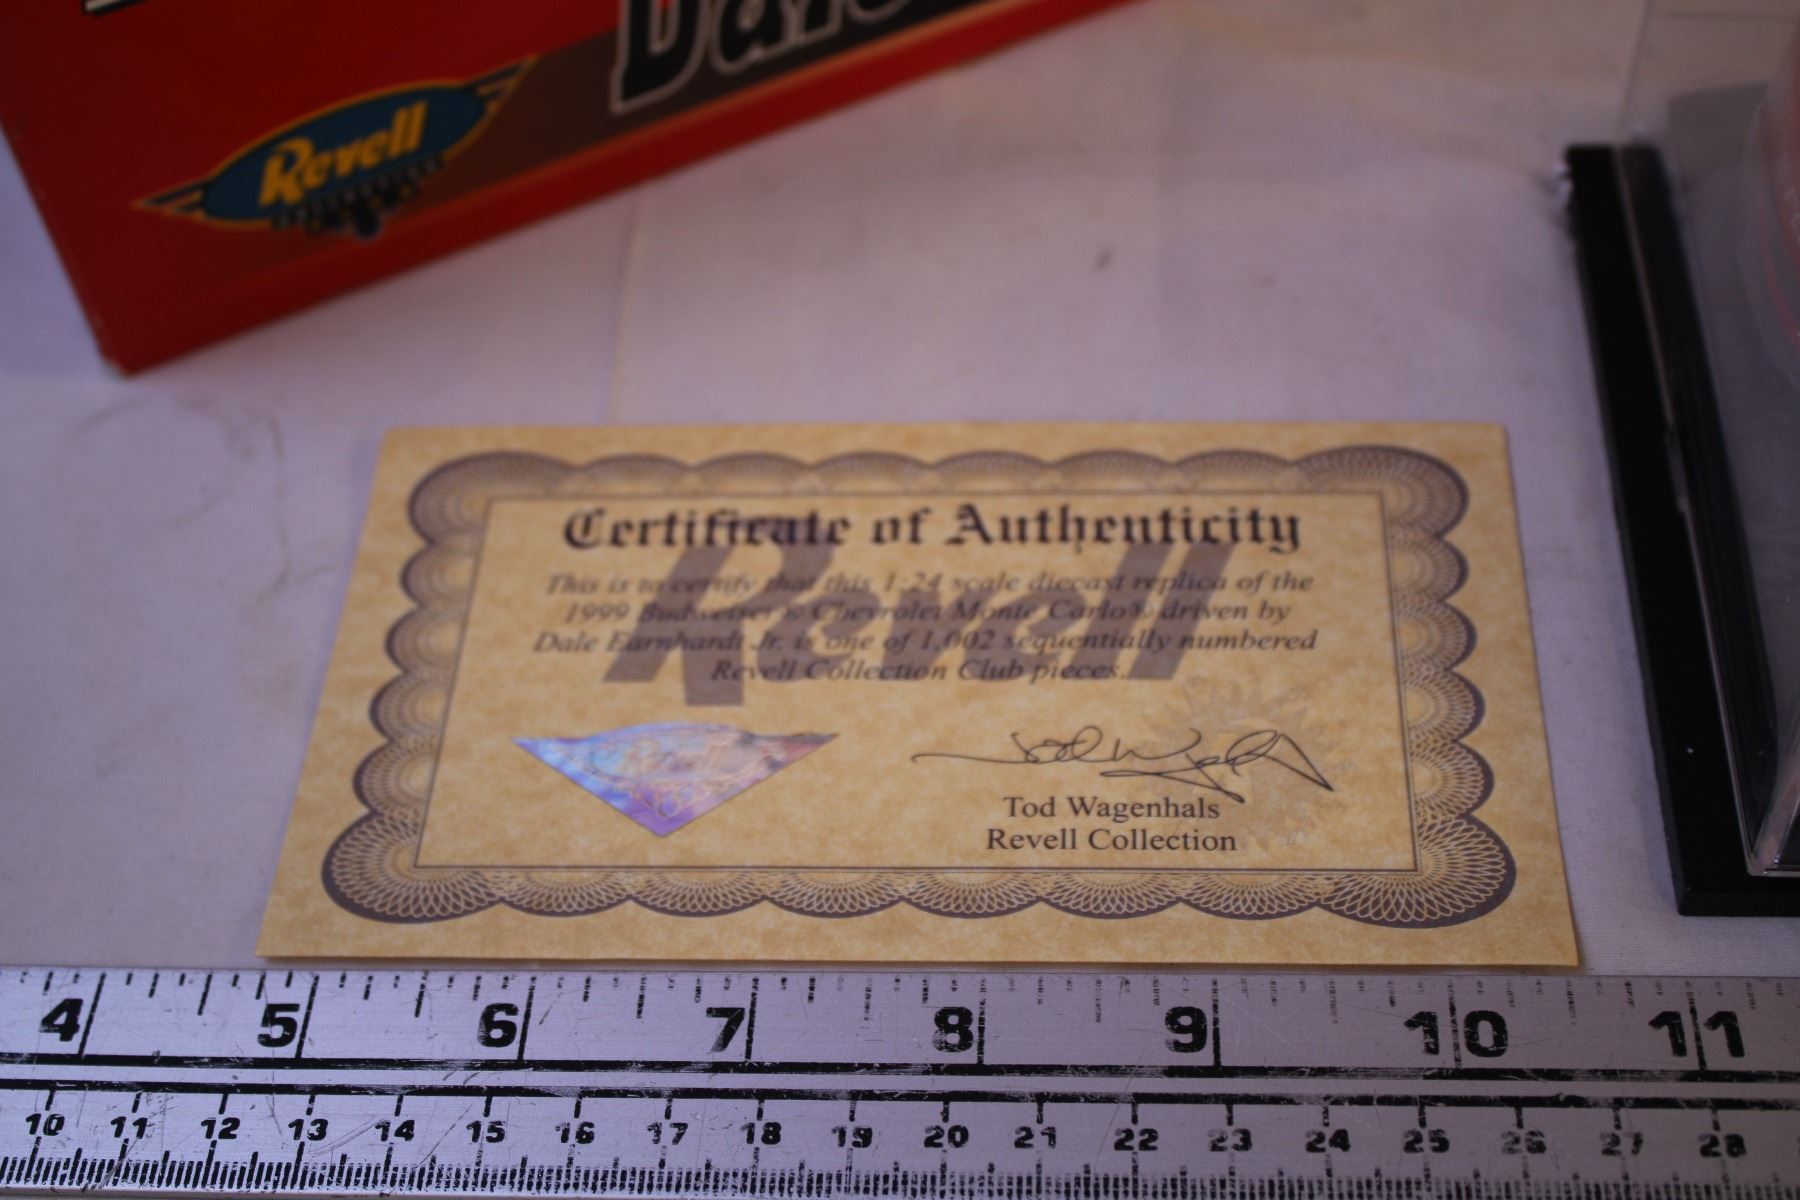 Dale
Revell
Certificate of Authenticity
Revell
This is to certify that this 1:24 scale diecast replica of the
1999 Budweiser® Chevrolet Monte Carlo® driven by
Dale Earnhardt Jr. is one of 1,002 sequentially numbered
Revell Collection Club pieces.
Revell
Tod Wagenhals
Revell Collection
4 5 6 7 8 9 10 11
10 11 12 13 14 15 16 17 18 19 20 21 22 23 24 25 26 27 28